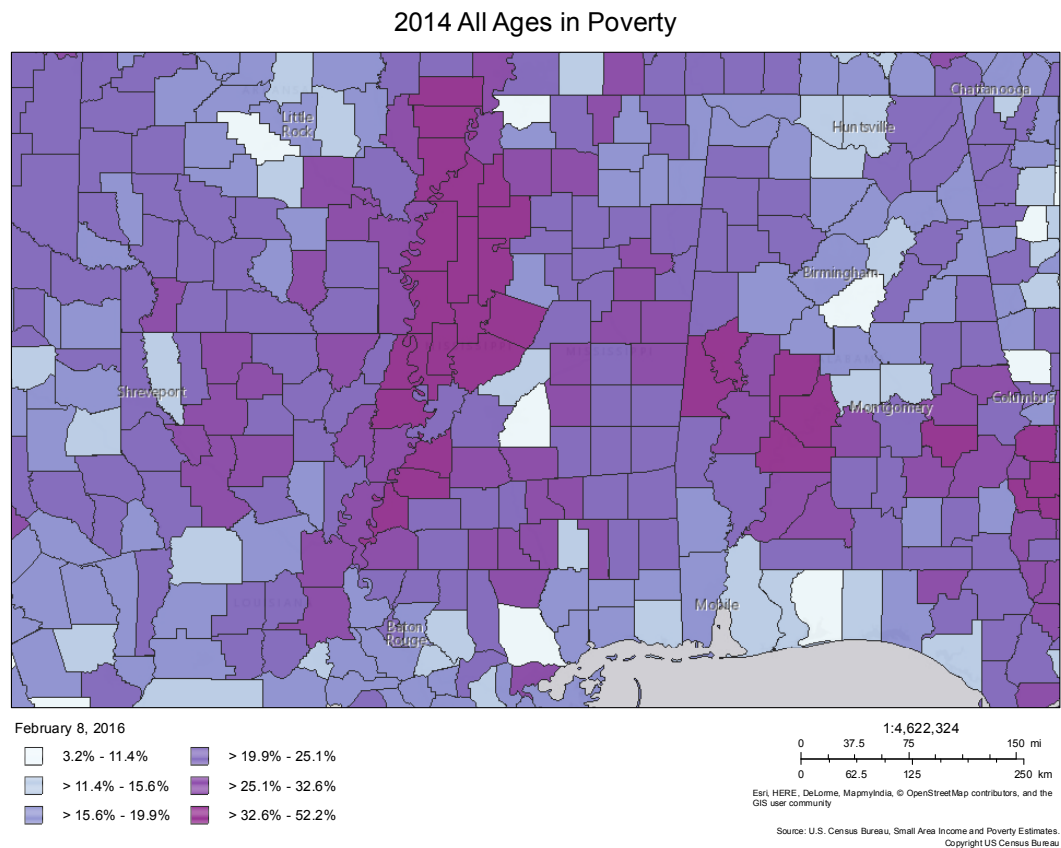 2014 All Ages in Poverty
Chattanooga
Little
Rock
Huntsville
Birmingham
MISSISSIPPI
Shreveport
Montgomery
Columbus
LOUISIANA
Mobile
Baton
Rouge
February 8, 2016
3.2% - 11.4%
> 11.4% - 15.6%
> 15.6% - 19.9%
> 19.9% - 25.1%
> 25.1% - 32.6%
> 32.6% - 52.2%
1:4,622,324
0 37.5 75 150 mi
0 62.5 125 250 km
Esri, HERE, DeLorme, MapmyIndia, © OpenStreetMap contributors, and the
GIS user community
Source: U.S. Census Bureau, Small Area Income and Poverty Estimates.
Copyright US Census Bureau